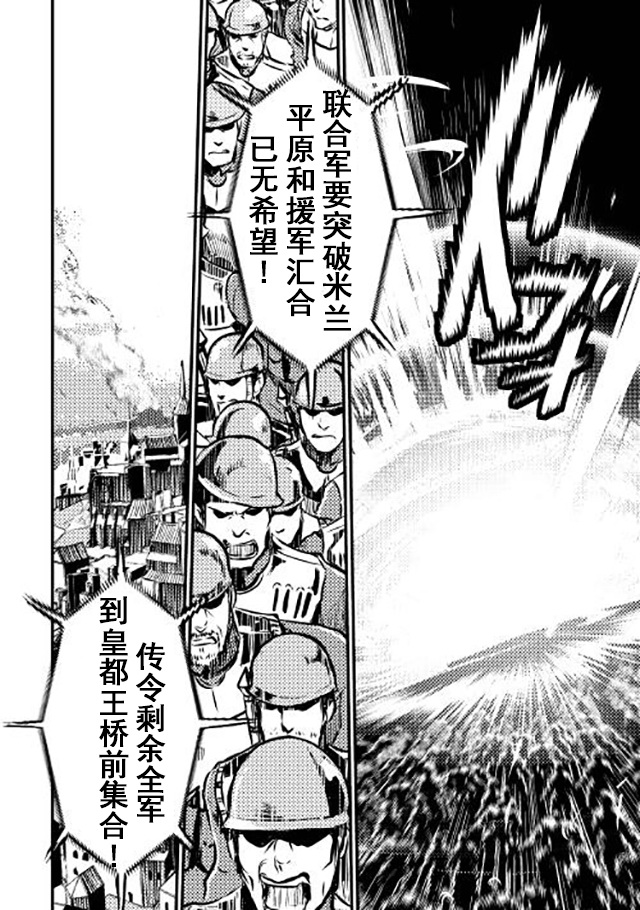 联合军要突破米兰
平原和援军汇合
已无希望！
传令剩余全军
到皇都王桥前集合！